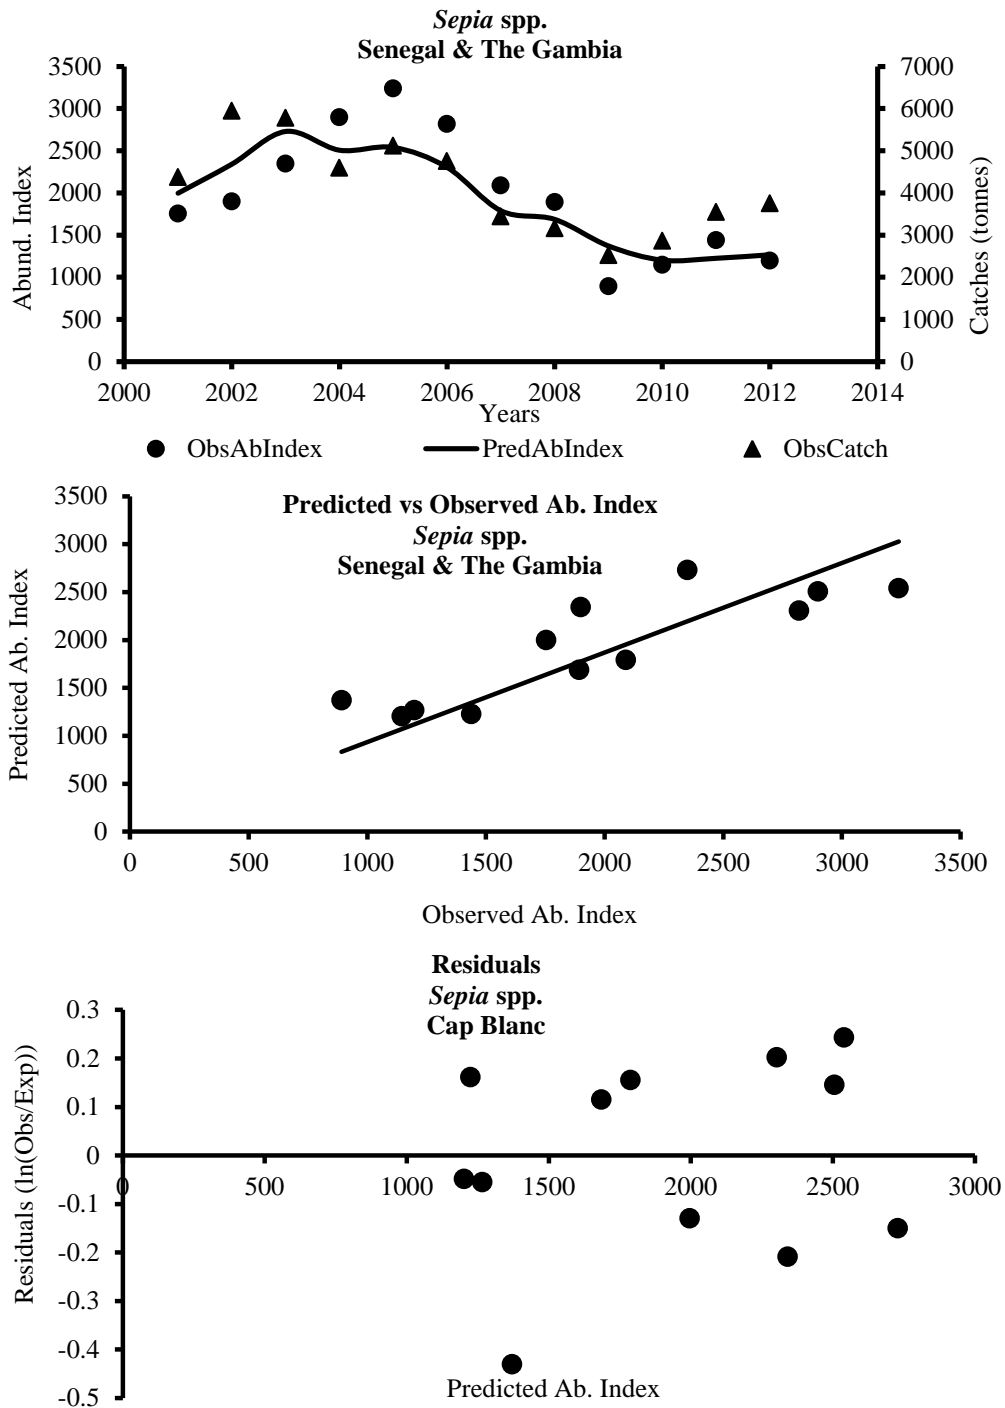 Sepia spp.
Senegal & The Gambia
3500
3000
2500
2000
1500
1000
500
0
Abund. Index
7000
6000
5000
4000
3000
2000
1000
0
Catches (tonnes)
2000 2002 2004 2006 2008 2010 2012 2014
Years
ObsAbIndex PredAbIndex ObsCatch
Predicted vs Observed Ab. Index
Sepia spp.
Senegal & The Gambia
3500
3000
2500
2000
1500
1000
500
0
Predicted Ab. Index
0 500 1000 1500 2000 2500 3000 3500
Observed Ab. Index
Residuals
Sepia spp.
Cap Blanc
0.3
0.2
0.1
0
-0.1
-0.2
-0.3
-0.4
-0.5
Residuals (ln(Obs/Exp))
0 500 1000 1500 2000 2500 3000
Predicted Ab. Index